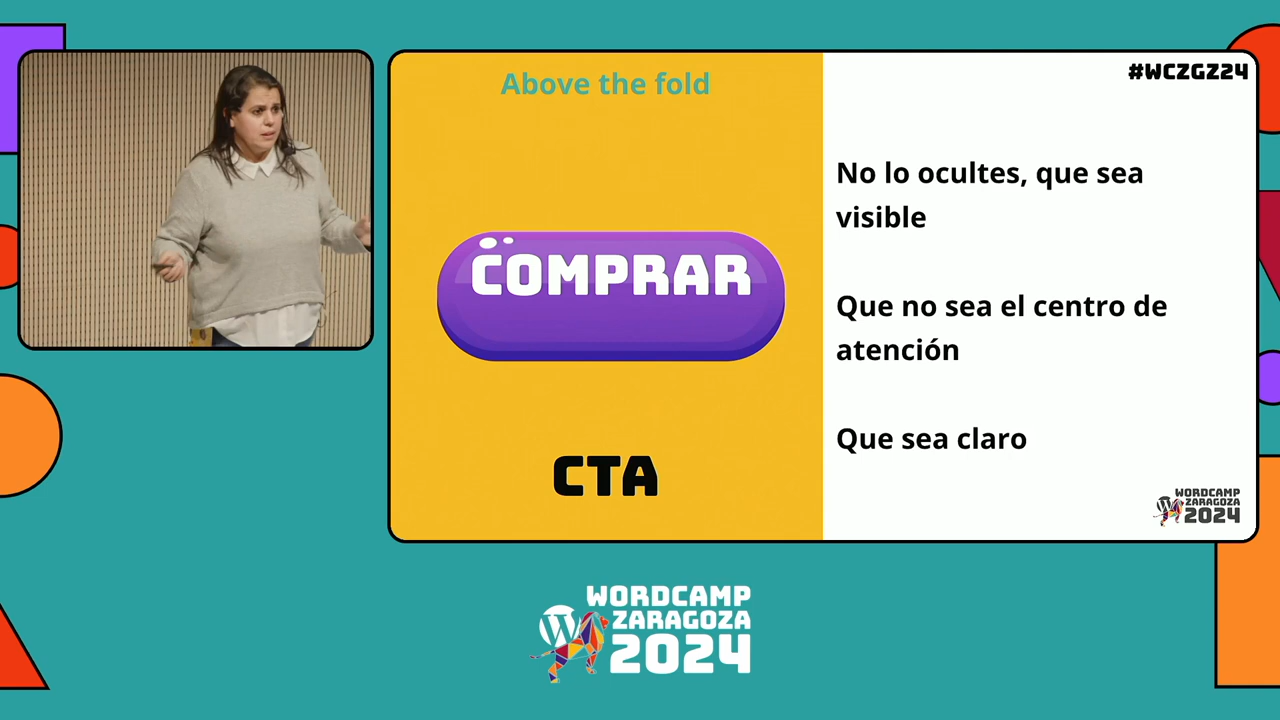 Above the fold
COMPRAR
CTA
#WCZGZ24
No lo ocultes, que sea
visible
Que no sea el centro de
atención
Que sea claro
WORDCAMP
ZARAGOZA
2024
WORDCAMP
ZARAGOZA
2024